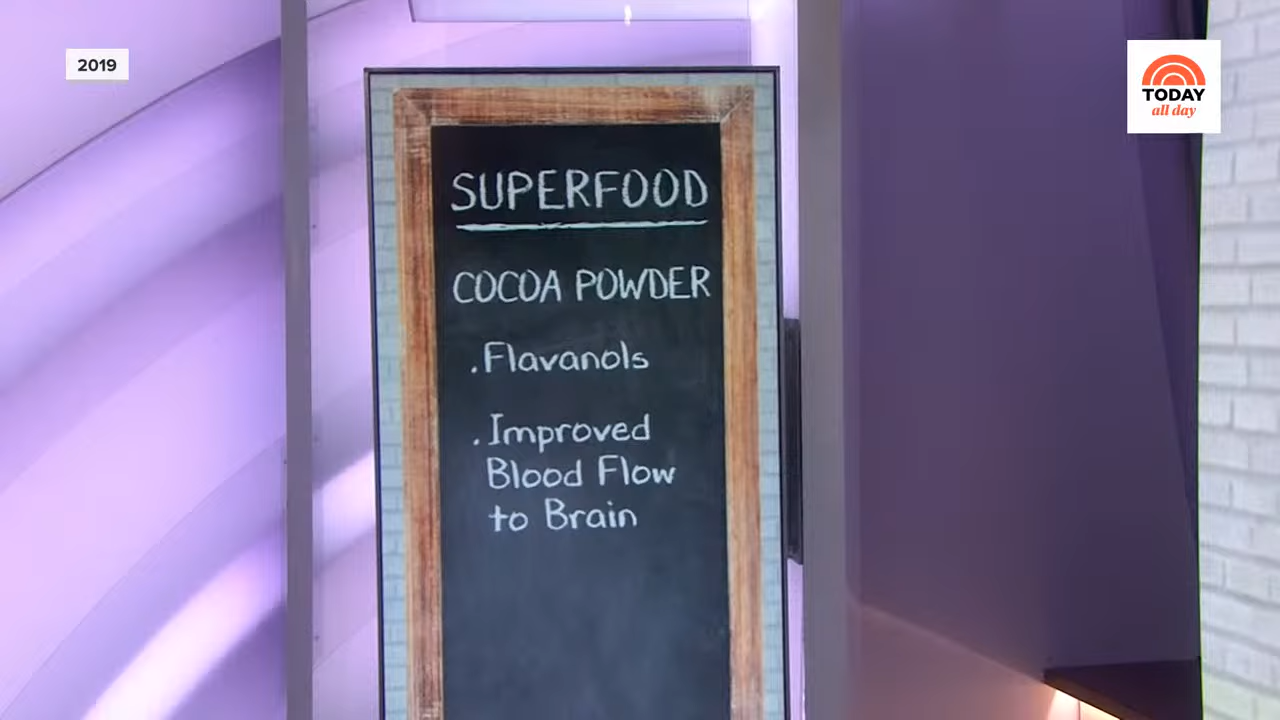 2019
TODAY
all day
SUPERFOOD
COCOA POWDER
.Flavanols
.Improved
Blood Flow
to Brain